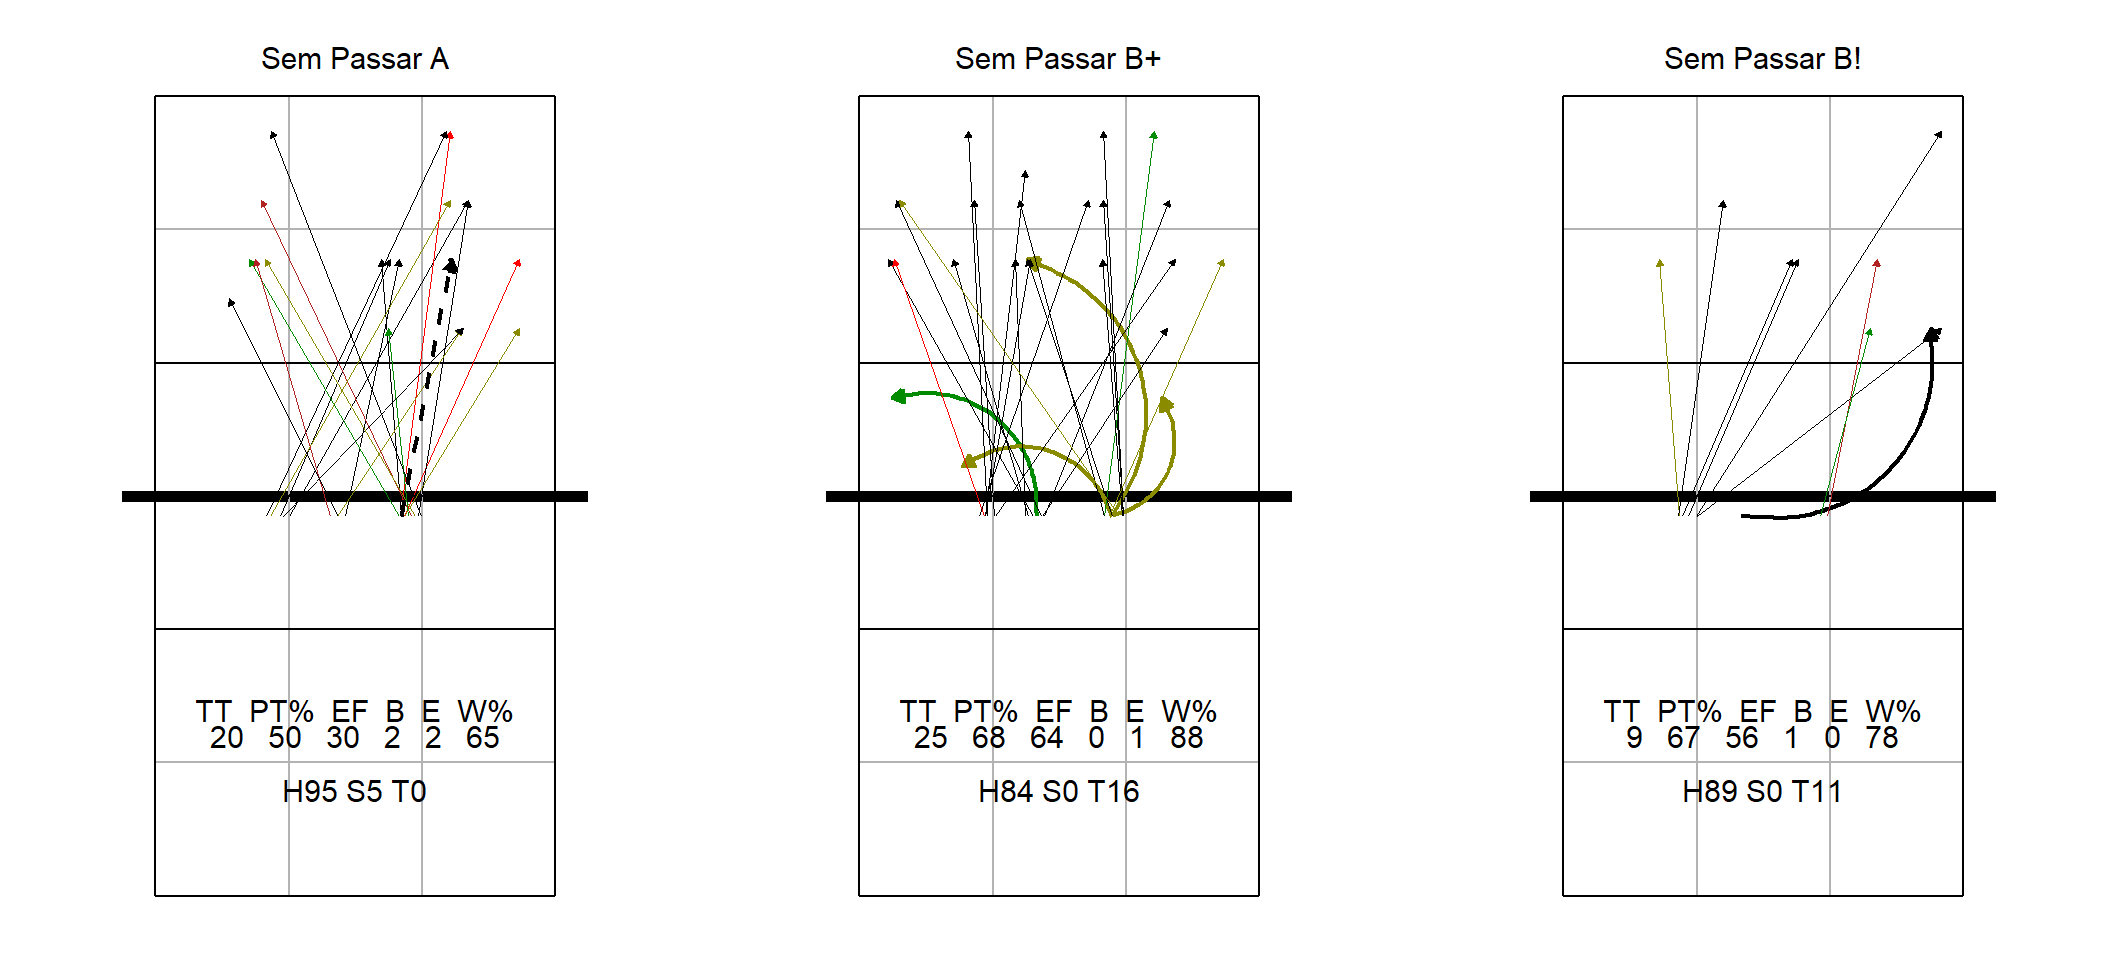 Sem Passar A
TT PT% EF B E W%
20 50 30 2 2 65
H95 S5 T0
Sem Passar B+
TT PT% EF B E W%
25 68 64 0 1 88
H84 S0 T16
Sem Passar B!
TT PT% EF B E W%
9 67 56 1 0 78
H89 S0 T11